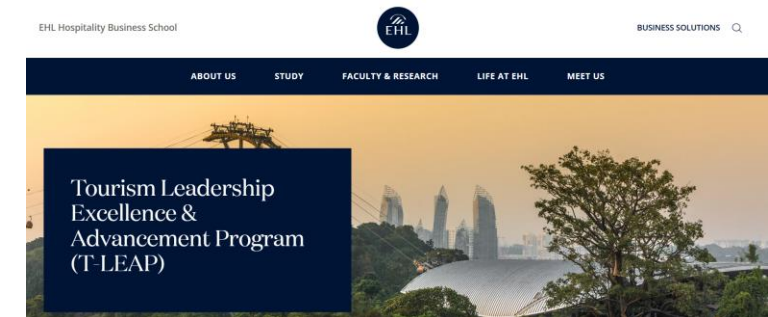 EHL Hospitality Business School
EHL
BUSINESS SOLUTIONS
ABOUT US STUDY FACULTY & RESEARCH LIFE AT EHL MEET US
Tourism Leadership
Excellence &
Advancement Program
(T-LEAP)